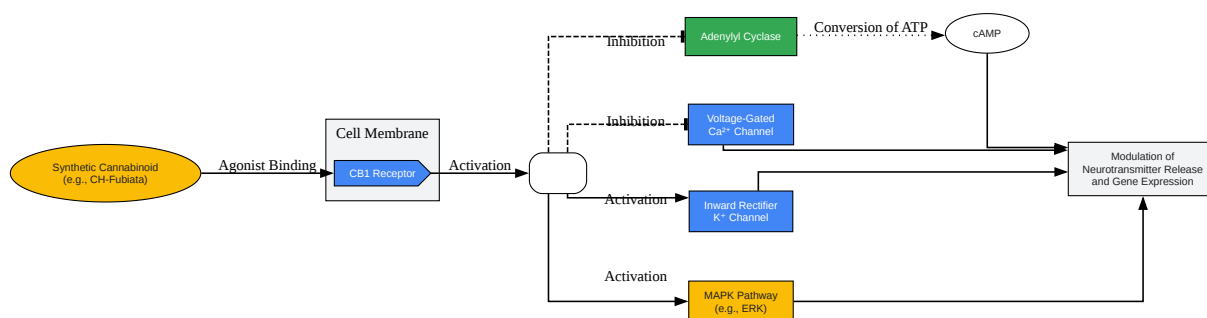 Conversion of ATP
Adenylyl Cyclase
cAMP
Inhibition
Voltage-Gated
Ca²⁺ Channel
Inhibition
Cell Membrane
Synthetic Cannabinoid
(e.g., CH-Fubiata)
Agonist Binding
CB1 Receptor
Activation
Modulation of
Neurotransmitter Release
and Gene Expression
Activation
Inward Rectifier
K⁺ Channel
Activation
MAPK Pathway
(e.g., ERK)